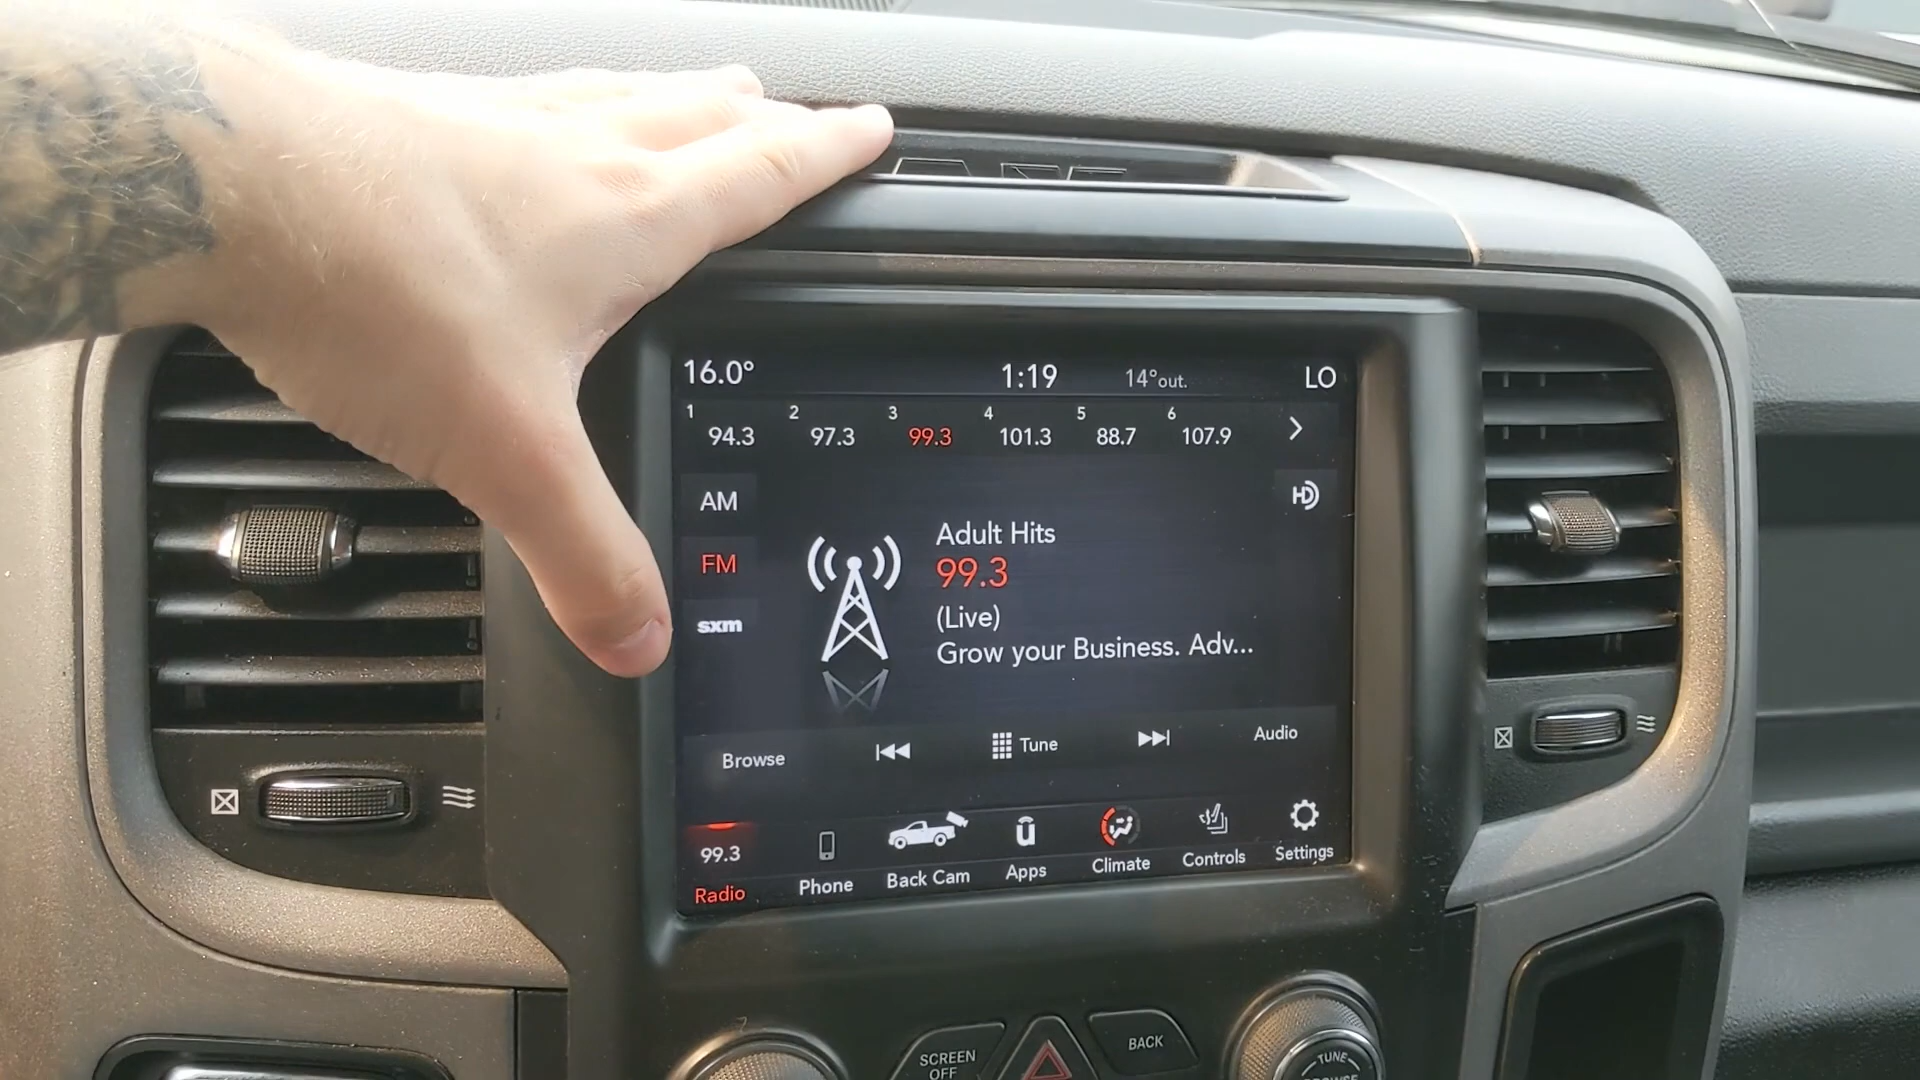 16.0° 1:19 14°out. LO
1 2 3 4 5 6
94.3 97.3 99.3 101.3 88.7 107.9
AM
HD
Adult Hits
FM
99.3
(Live)
sxm
Grow your Business. Adv...
Browse Tune Audio
99.3
Radio Phone Back Cam Apps Climate Controls Settings
SCREEN
OFF
BACK
TUNE
BROWSE